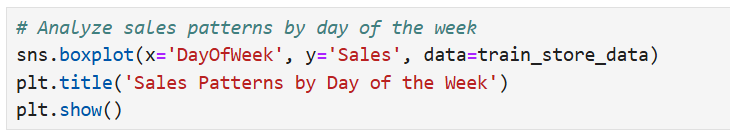 # Analyze sales patterns by day of the week
sns.boxplot(x='DayOfWeek', y='Sales', data=train_store_data)
plt.title('Sales Patterns by Day of the Week')
plt.show()